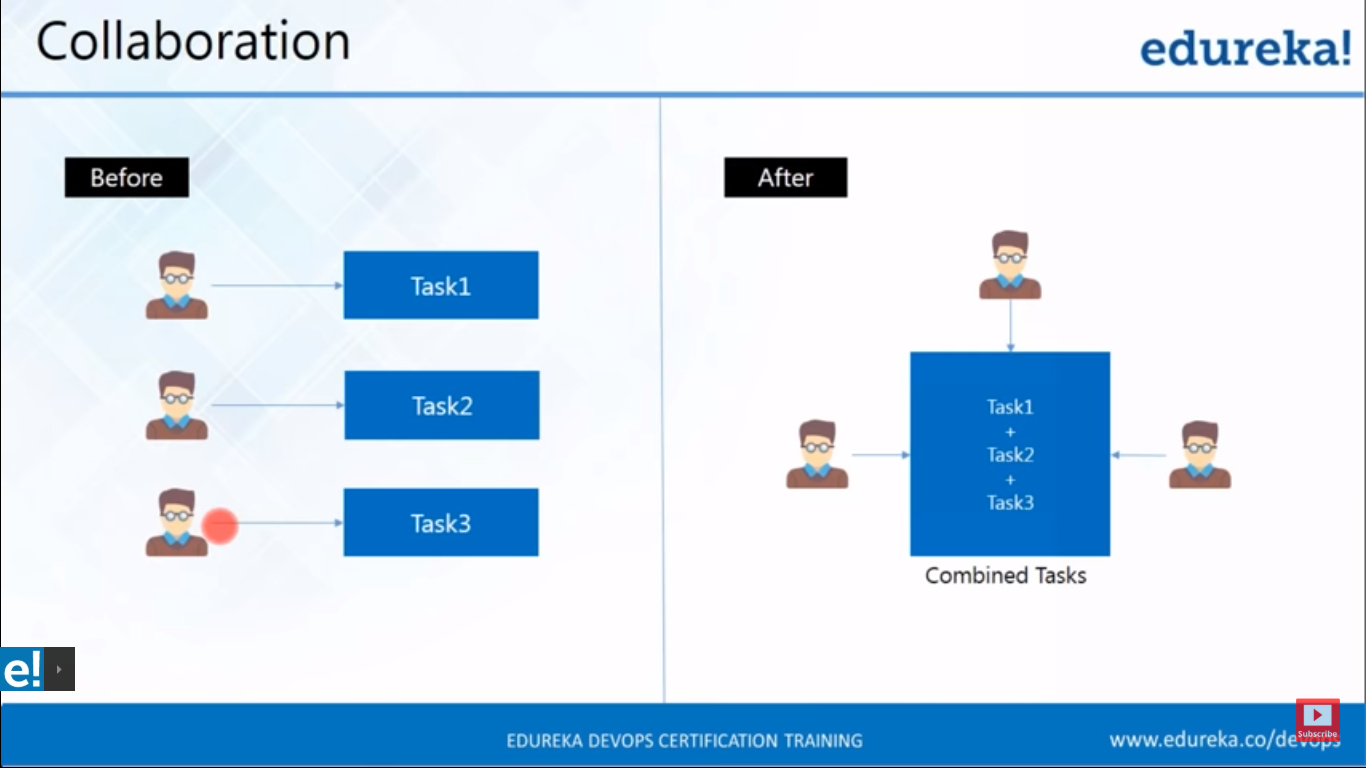 Collaboration
edureka!
Before
After
Task1
Task2
Task3
Task1
+
Task2
+
Task3
Combined Tasks
e!
EDUREKA DEVOPS CERTIFICATION TRAINING
www.edureka.co/devops
Subscribe